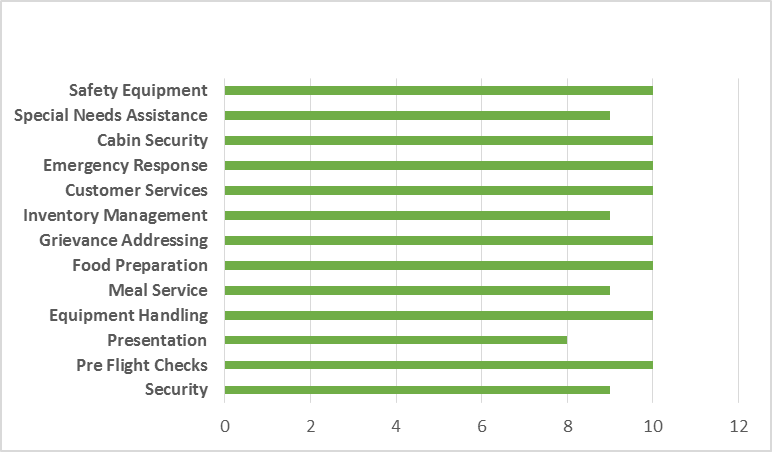 Safety Equipment
Special Needs Assistance
Cabin Security
Emergency Response
Customer Services
Inventory Management
Grievance Addressing
Food Preparation
Meal Service
Equipment Handling
Presentation
Pre Flight Checks
Security
0 2 4 6 8 10 12